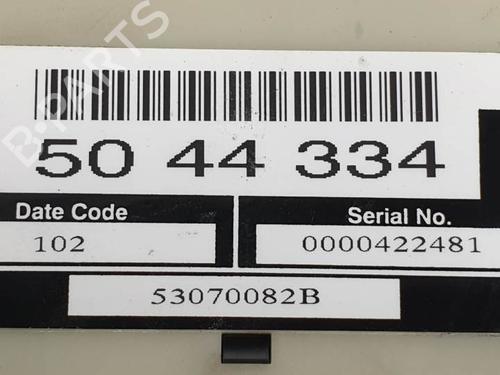 B-PARTS
50 44 334
Date Code
Serial No.
102
0000422481
53070082B